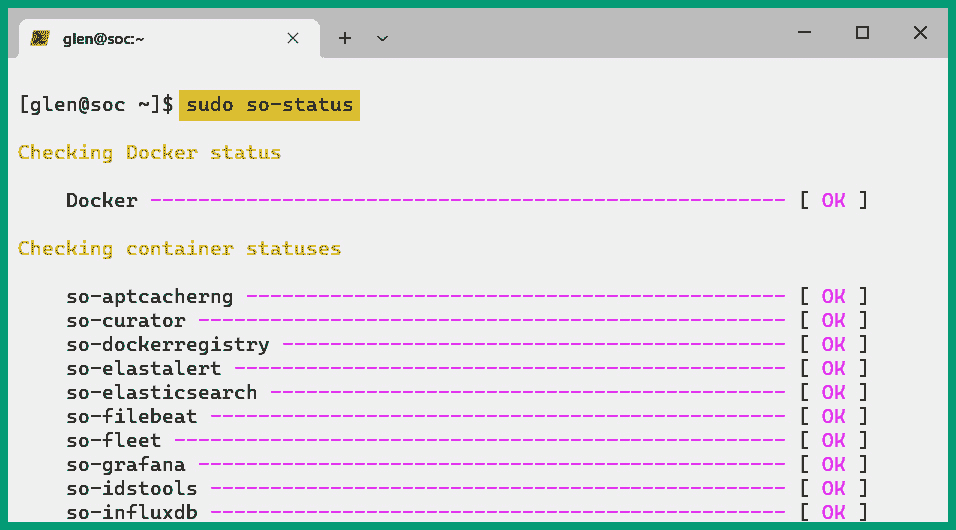 glen@soc:~
[glen@soc ~]$ sudo so-status
Checking Docker status
Docker ----------------------------------------------------- [ OK ]
Checking container statuses
so-aptcacherng --------------------------------------------- [ OK ]
so-curator ------------------------------------------------- [ OK ]
so-dockerregistry ------------------------------------------ [ OK ]
so-elastalert ---------------------------------------------- [ OK ]
so-elasticsearch ------------------------------------------- [ OK ]
so-filebeat ------------------------------------------------ [ OK ]
so-fleet --------------------------------------------------- [ OK ]
so-grafana ------------------------------------------------- [ OK ]
so-idstools ------------------------------------------------ [ OK ]
so-influxdb ------------------------------------------------ [ OK ]